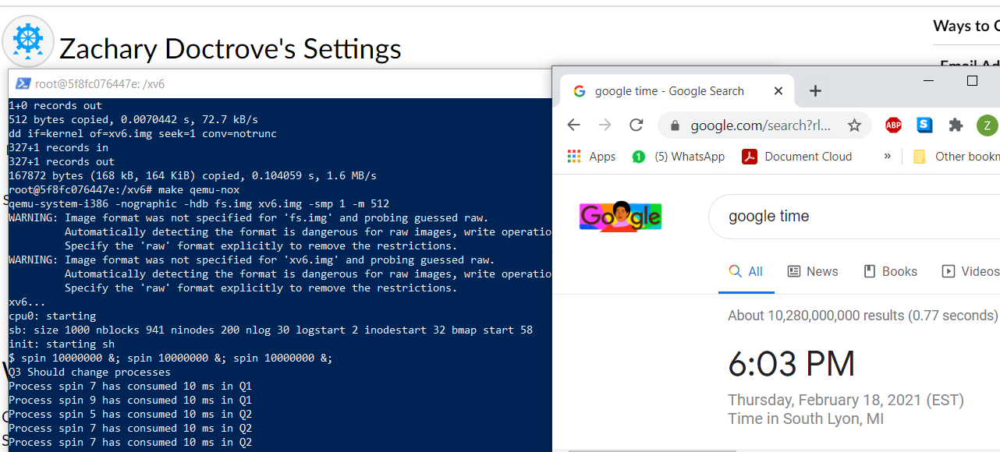 Zachary Doctrove's Settings
Ways to
root@5f8fc076447e: /xv6
1+0 records out
512 bytes copied, 0.0070442 s, 72.7 kB/s
dd if=kernel of=xv6.img seek=1 conv=notrunc
327+1 records in
327+1 records out
167872 bytes (168 kB, 164 KiB) copied, 0.104059 s, 1.6 MB/s
root@5f8fc076447e:/xv6# make qemu-nox
qemu-system-i386 -nographic -hdb fs.img xv6.img -smp 1 -m 512
WARNING: Image format was not specified for 'fs.img' and probing guessed raw.
Automatically detecting the format is dangerous for raw images, write operatio
Specify the 'raw' format explicitly to remove the restrictions.
WARNING: Image format was not specified for 'xv6.img' and probing guessed raw.
Automatically detecting the format is dangerous for raw images, write operatio
Specify the 'raw' format explicitly to remove the restrictions.
xv6...
cpu0: starting
sb: size 1000 nblocks 941 ninodes 200 nlog 30 logstart 2 inodestart 32 bmap start 58
init: starting sh
$ spin 10000000 &; spin 10000000 &; spin 10000000 &;
Q3 Should change processes
Process spin 7 has consumed 10 ms in Q1
Process spin 9 has consumed 10 ms in Q1
Process spin 5 has consumed 10 ms in Q2
Process spin 7 has consumed 10 ms in Q2
Process spin 7 has consumed 10 ms in Q2
google time - Google Search
google.com/search?rl...
ABP
S
Z
Apps
1
(5) WhatsApp
Document Cloud
»
Other bookn
Google
google time
All
News
Books
Videos
About 10,280,000,000 results (0.77 seconds)
6:03 PM
Thursday, February 18, 2021 (EST)
Time in South Lyon, MI